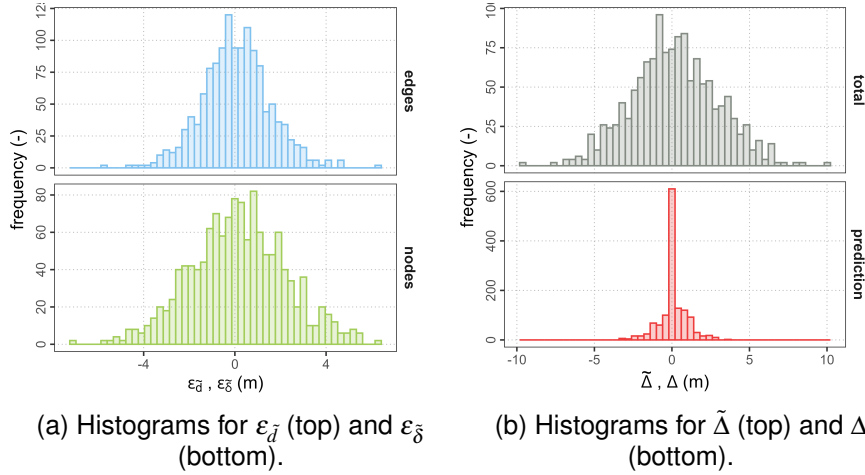 125
100
75
50
25
0
edges
80
60
40
20
0
nodes
frequency (-)
frequency (-)
-4 0 4
ε_d̃ , ε_δ̃ (m)
100
75
50
25
0
total
600
400
200
0
prediction
frequency (-)
frequency (-)
-10 -5 0 5 10
Δ̃ , Δ (m)
(a) Histograms for ε_d̃ (top) and ε_δ̃
(bottom).
(b) Histograms for Δ̃ (top) and Δ
(bottom).